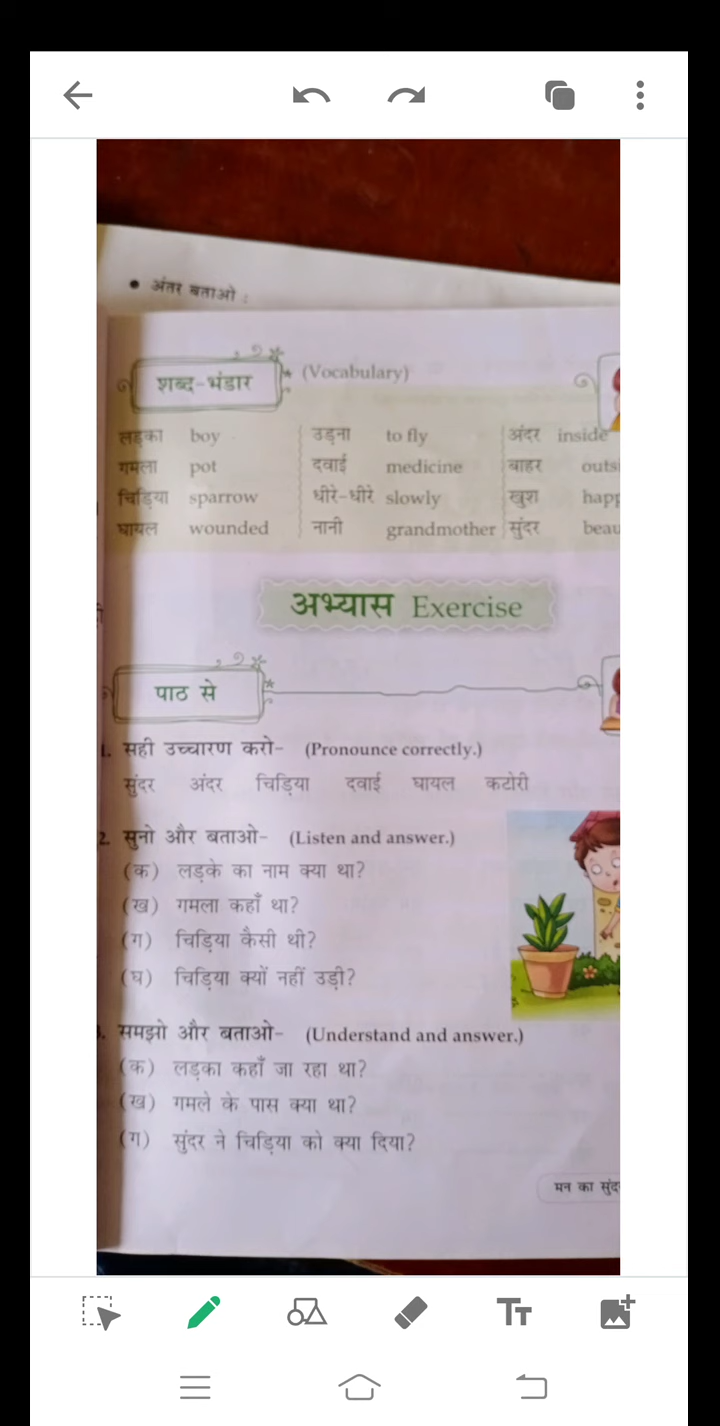 • अंतर बताओ :
शब्द-भंडार (Vocabulary)
लड़का boy उड़ना to fly अंदर inside
गमला pot दवाई medicine बाहर
चिड़िया sparrow धीरे-धीरे slowly खुश
घायल wounded नानी grandmother सुंदर
अभ्यास Exercise
पाठ से
1. सही उच्चारण करो- (Pronounce correctly.)
सुंदर अंदर चिड़िया दवाई घायल कटोरी
2. सुनो और बताओ- (Listen and answer.)
(क) लड़के का नाम क्या था?
(ख) गमला कहाँ था?
(ग) चिड़िया कैसी थी?
(घ) चिड़िया क्यों नहीं उड़ी?
समझो और बताओ- (Understand and answer.)
(क) लड़का कहाँ जा रहा था?
(ख) गमले के पास क्या था?
(ग) सुंदर ने चिड़िया को क्या दिया?
मन का
TT